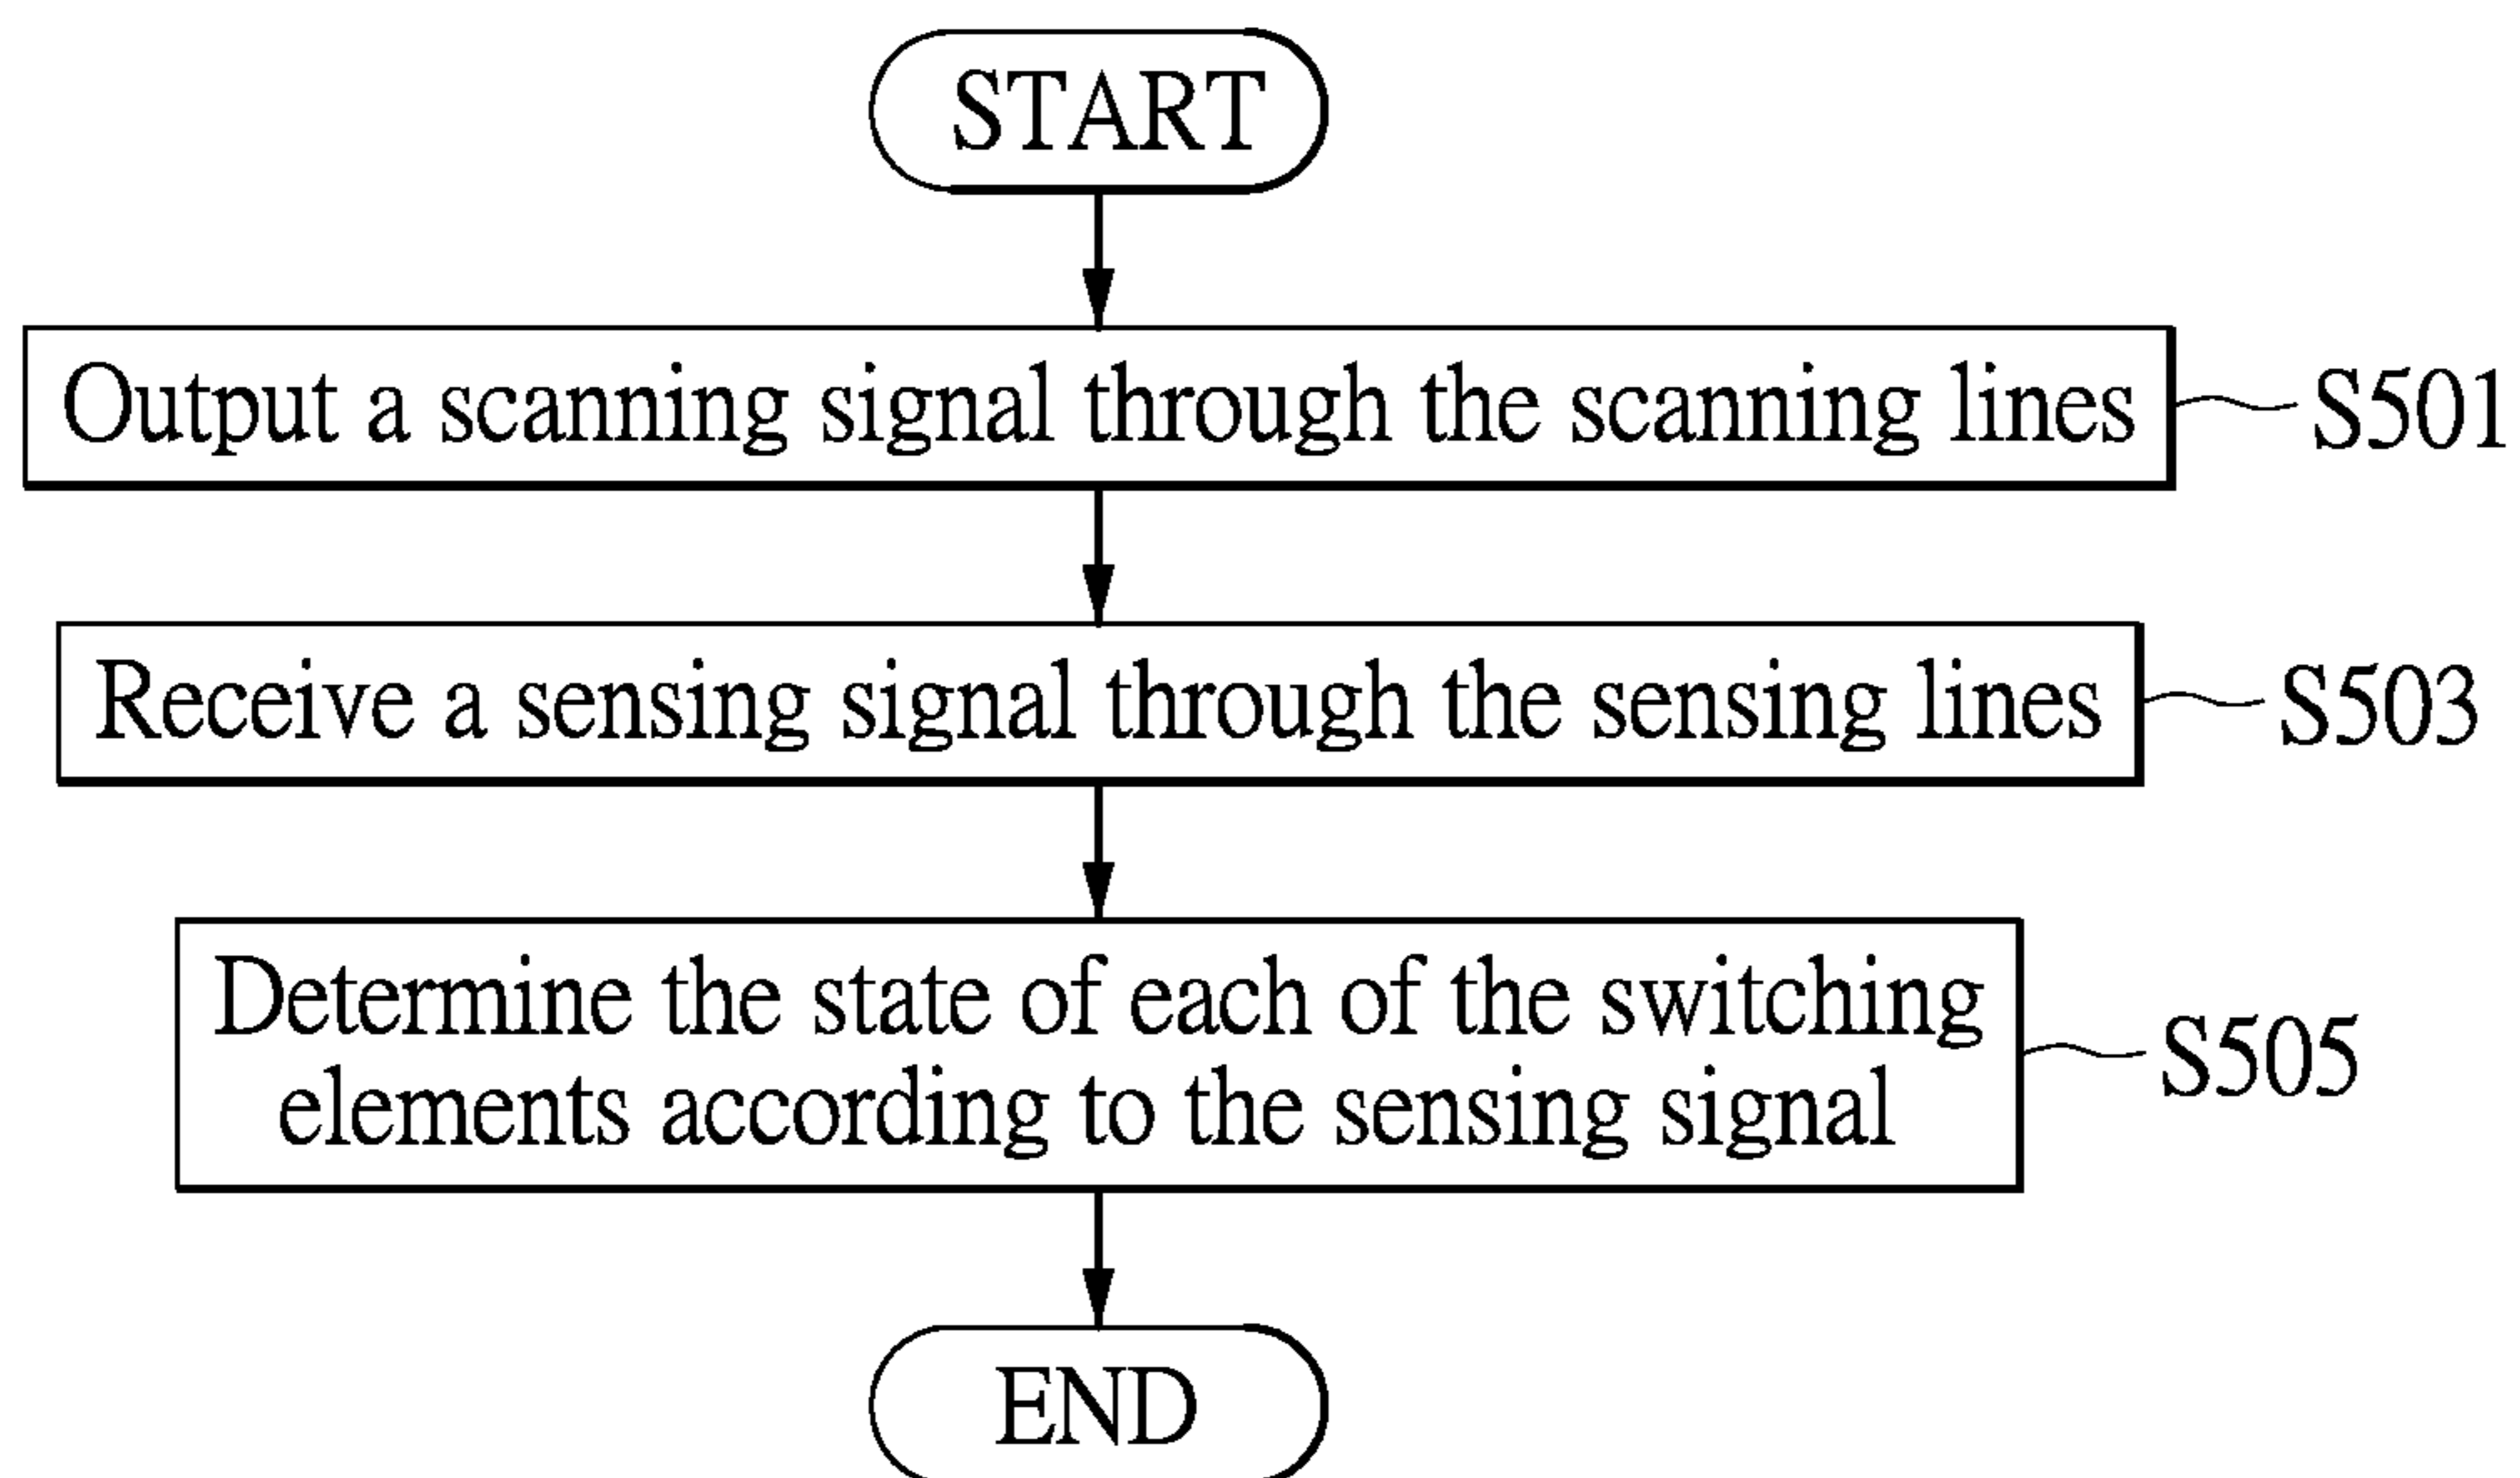 START
Output a scanning signal through the scanning lines
S501
Receive a sensing signal through the sensing lines
S503
Determine the state of each of the switching
elements according to the sensing signal
S505
END